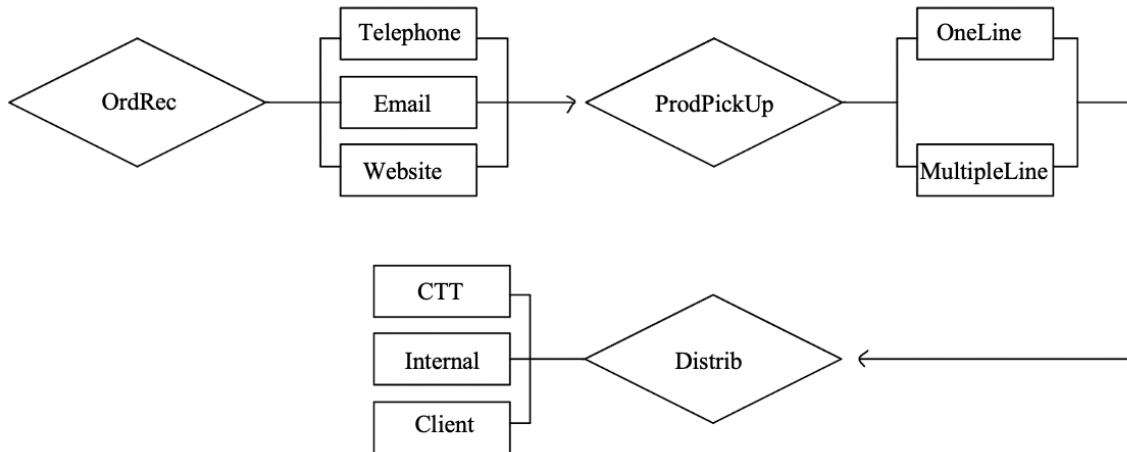 OrdRec
Telephone
Email
Website
ProdPickUp
OneLine
MultipleLine
CTT
Internal
Client
Distrib